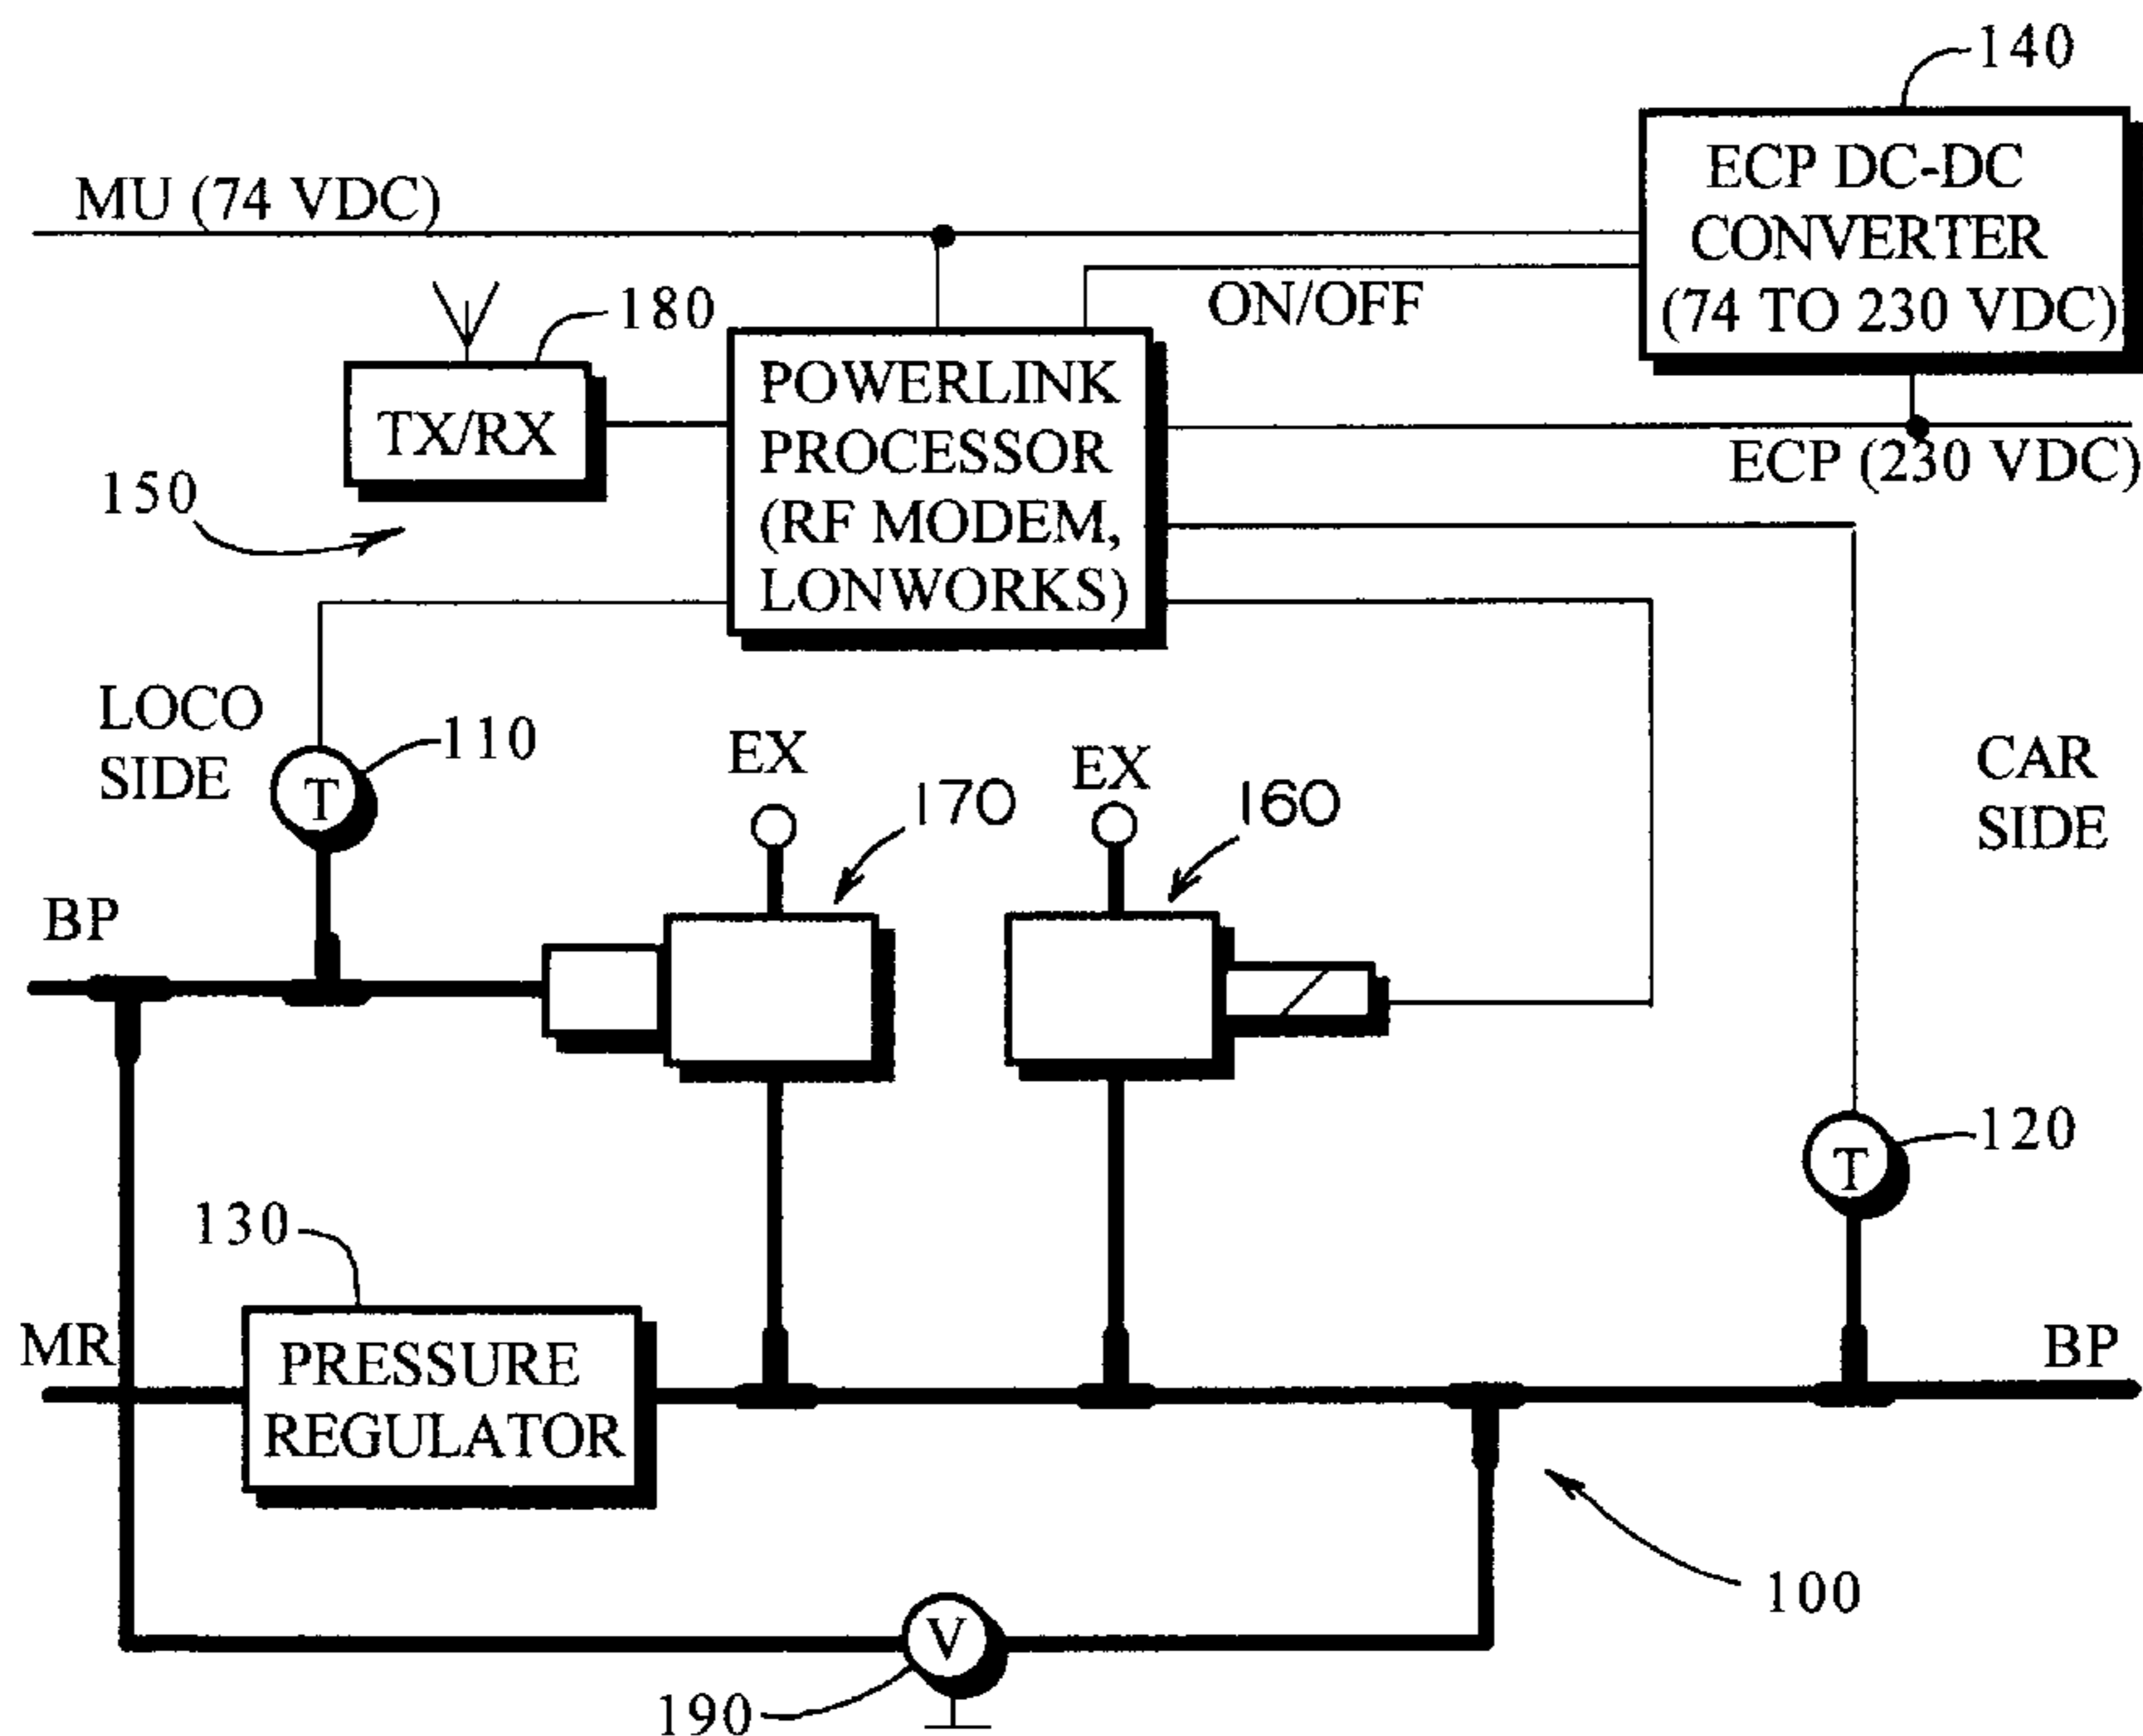 140
ECP DC-DC
CONVERTER
(74 TO 230 VDC)
MU (74 VDC)
ON/OFF
180
TX/RX
POWERLINK
PROCESSOR
(RF MODEM,
LONWORKS)
ECP (230 VDC)
150
LOCO
SIDE
110
T
EX
170
EX
160
CAR
SIDE
BP
120
T
130
MR
PRESSURE
REGULATOR
BP
100
V
190